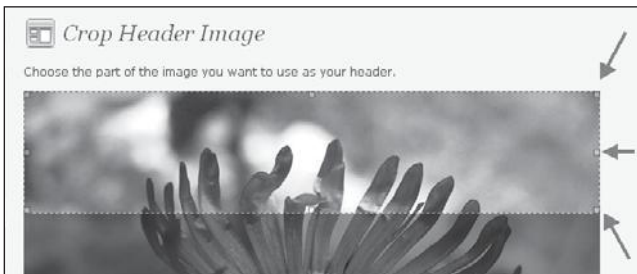 Crop Header Image
Choose the part of the image you want to use as your header.